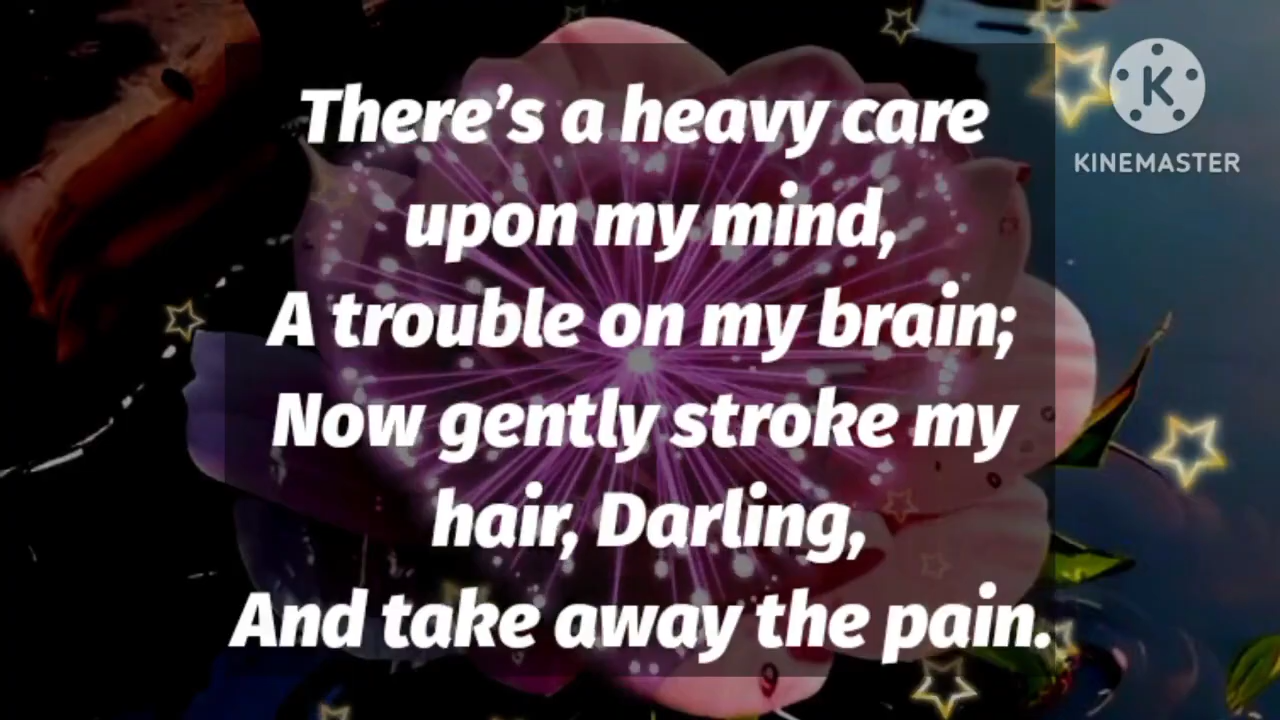 There’s a heavy care
upon my mind,
A trouble on my brain;
Now gently stroke my
hair, Darling,
And take away the pain.
K
KINEMASTER